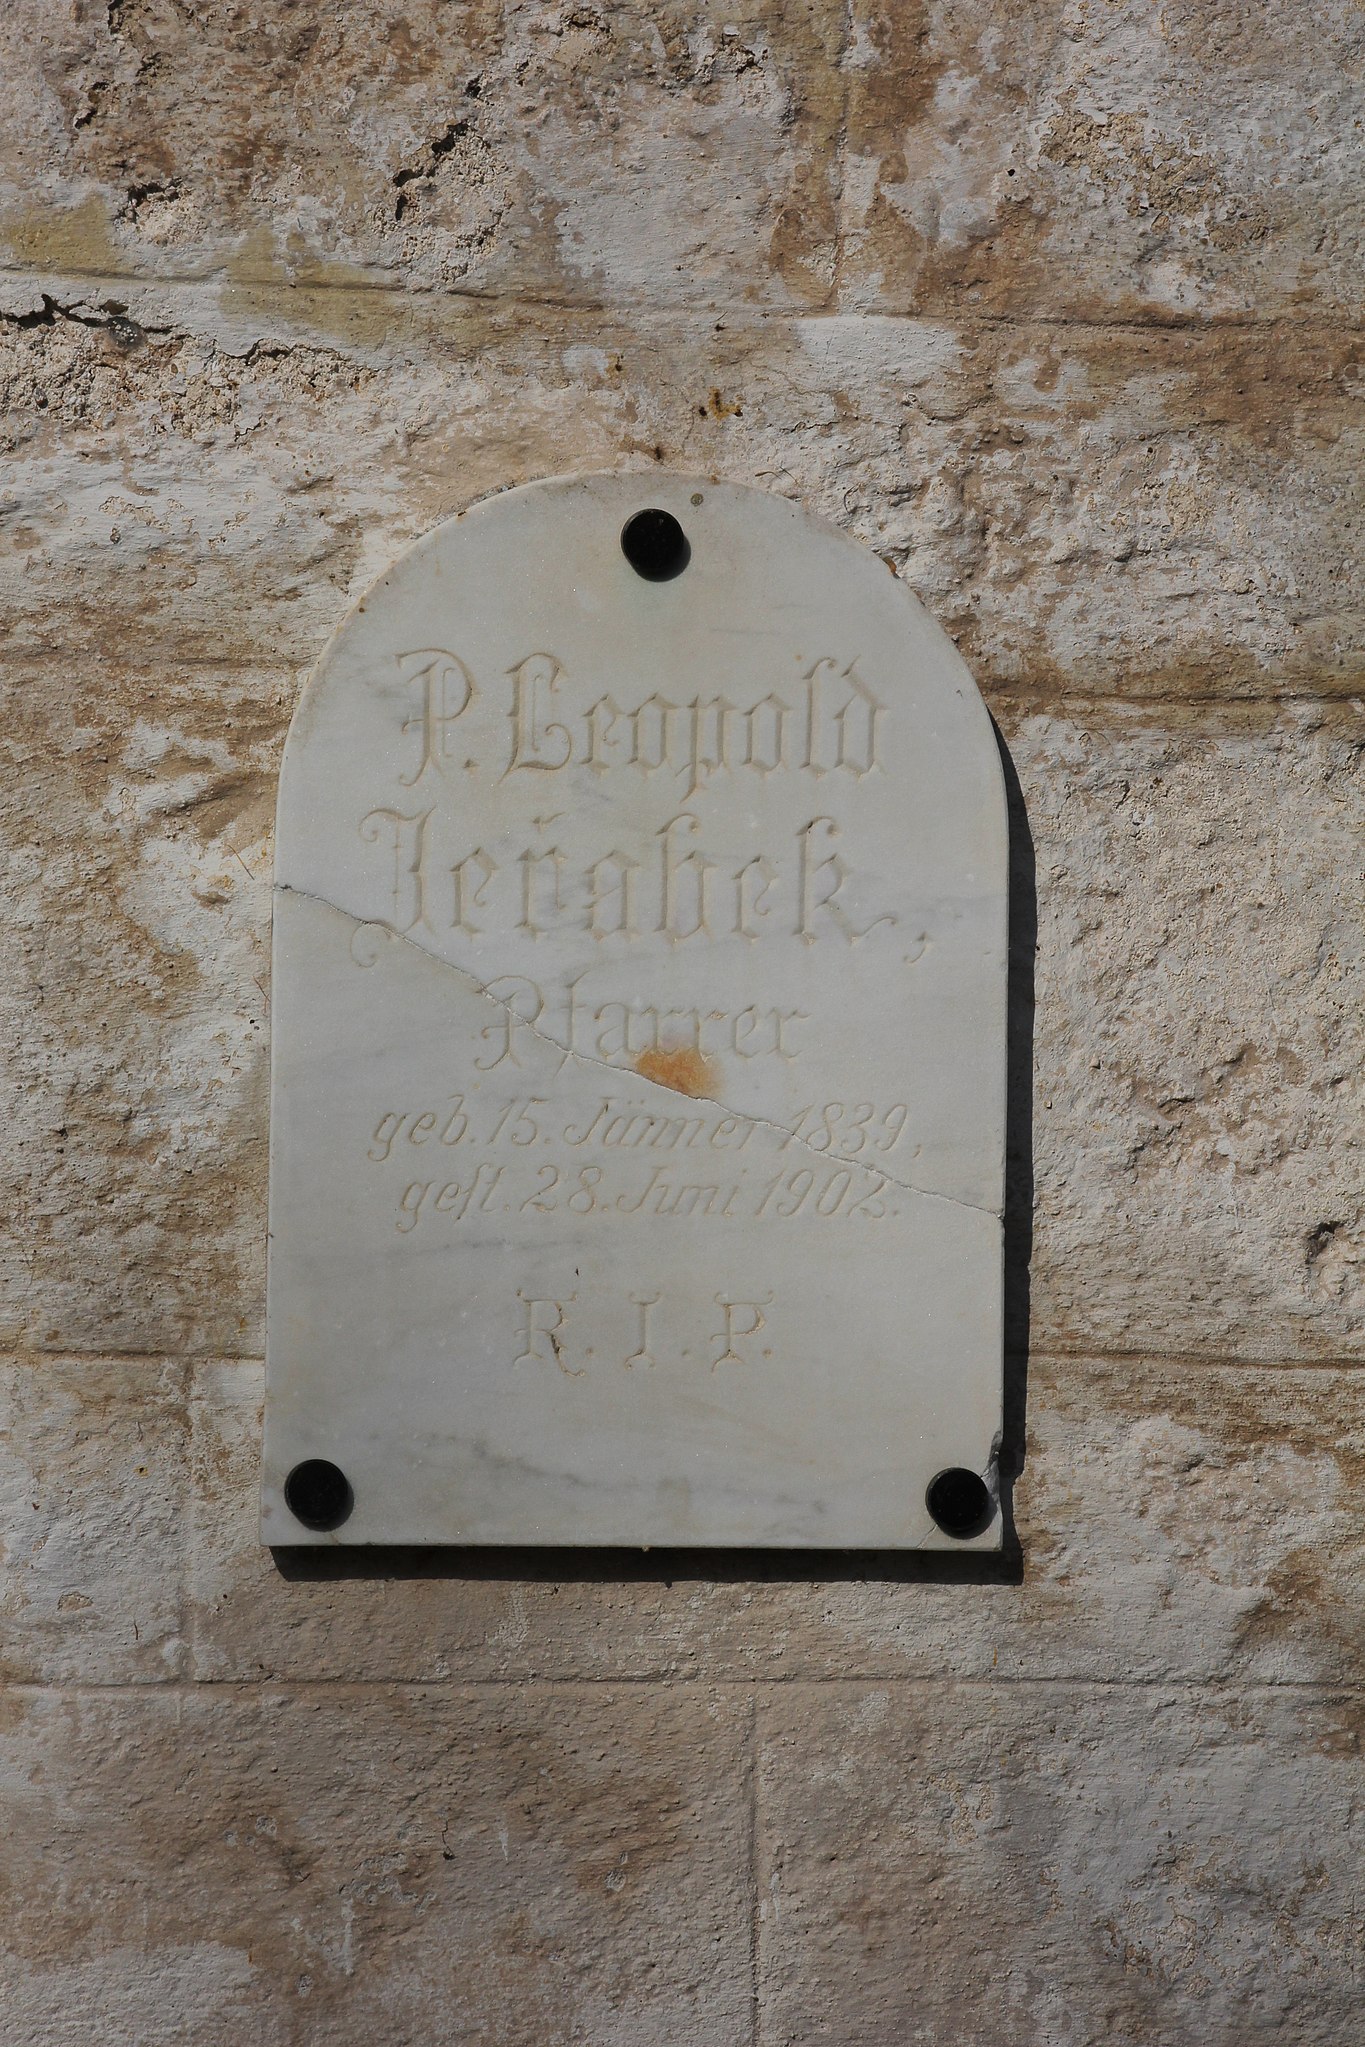 P. Leopold
Jeřabek,
Pfarrer
geb. 15. Jänner 1839,
geſt. 28. Juni 1902.
R. I. P.